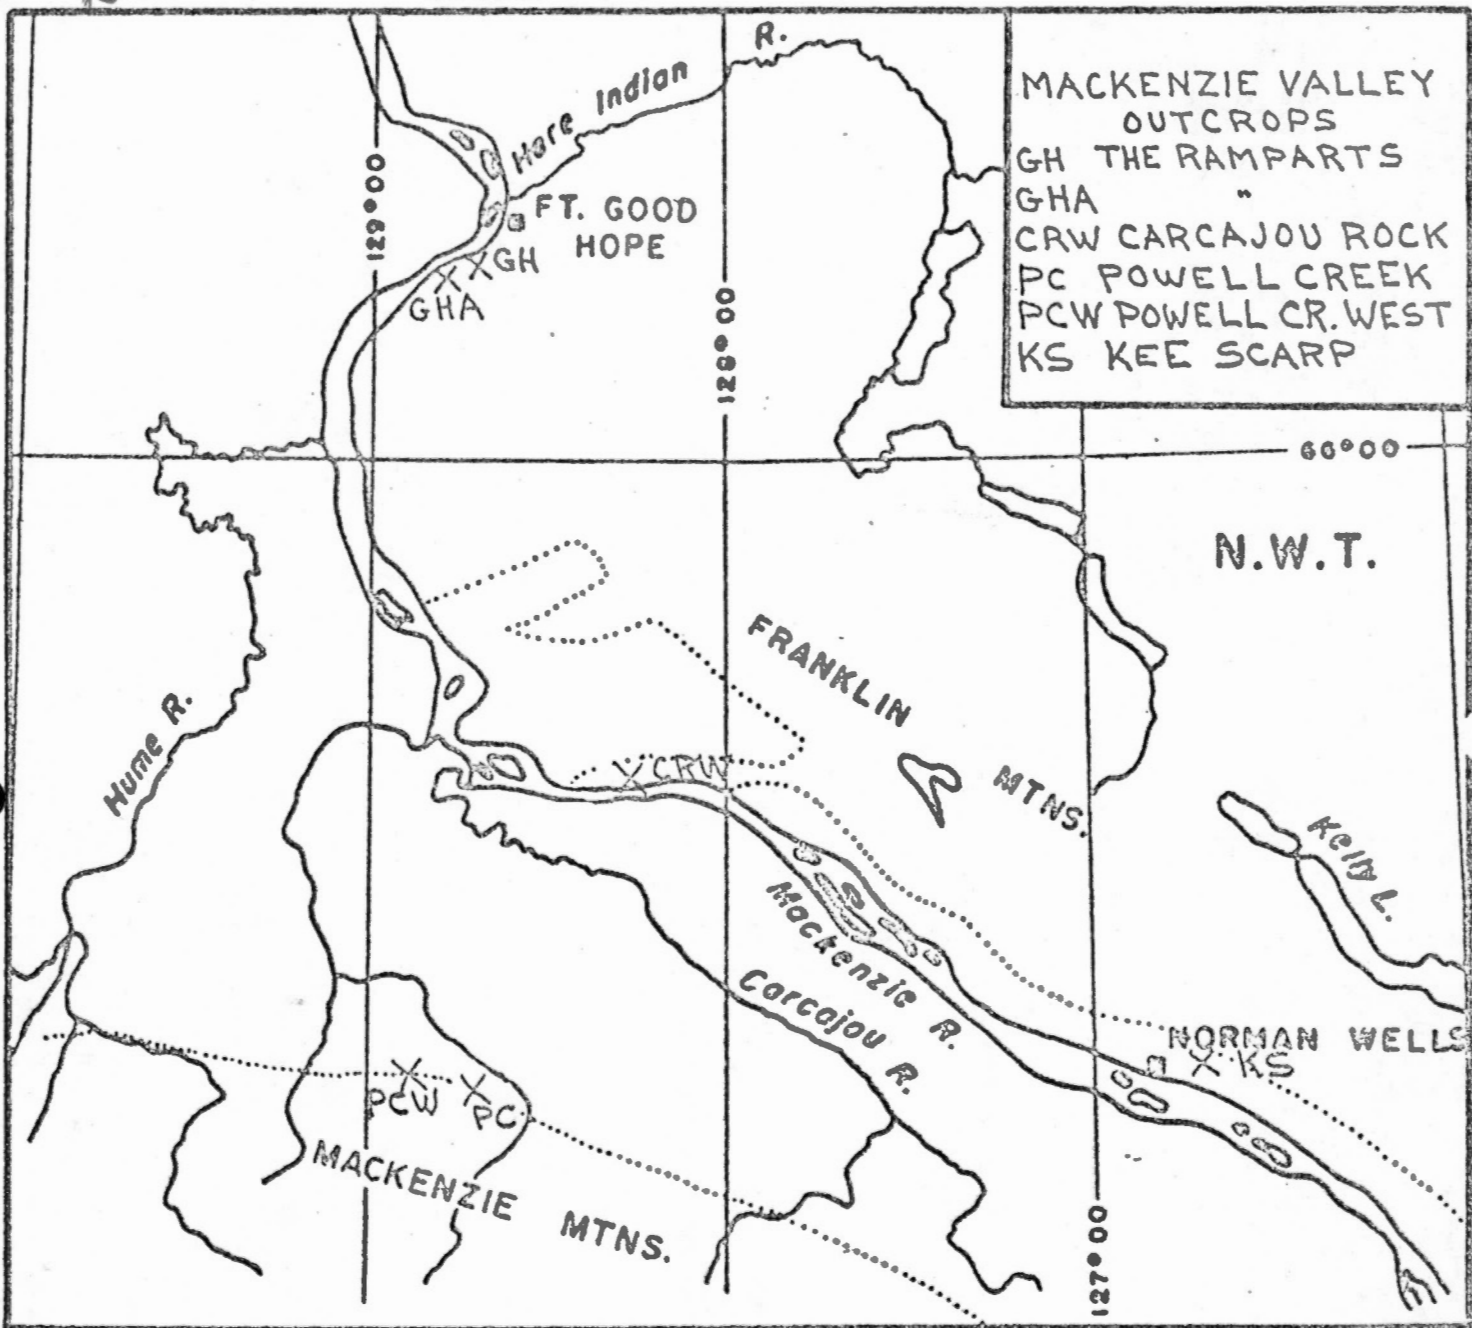 MACKENZIE VALLEY
OUTCROPS
GH THE RAMPARTS
GHA "
CRW CARCAJOU ROCK
PC POWELL CREEK
PCW POWELL CR. WEST
KS KEE SCARP
Hare Indian R.
129°00
FT. GOOD
HOPE
GH
GHA
128°00
66°00
N.W.T.
FRANKLIN MTNS.
Hume R.
CRW
Kelly L.
Mackenzie R.
Carcajou R.
NORMAN WELLS
KS
PCW
PC
MACKENZIE MTNS.
127°00